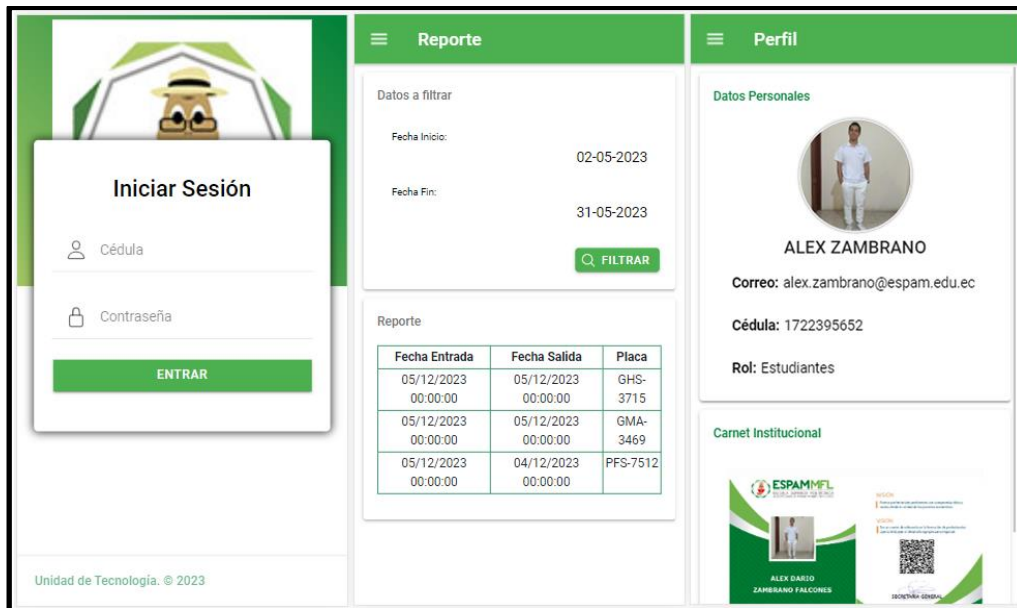 Iniciar Sesión
Cédula
Contraseña
ENTRAR
Unidad de Tecnología. © 2023
Reporte
Datos a filtrar
Fecha Inicio:
02-05-2023
Fecha Fin:
31-05-2023
FILTRAR
Reporte
Fecha Entrada Fecha Salida Placa
05/12/2023 05/12/2023 GHS-
00:00:00 00:00:00 3715
05/12/2023 05/12/2023 GMA-
00:00:00 00:00:00 3469
05/12/2023 04/12/2023 PFS-7512
00:00:00 00:00:00
Perfil
Datos Personales
ALEX ZAMBRANO
Correo: alex.zambrano@espam.edu.ec
Cédula: 1722395652
Rol: Estudiantes
Carnet Institucional
ESPAMMFL
MISIÓN
VISIÓN
ALEX DARIO
ZAMBRANO FALCONES
SECRETARIA GENERAL